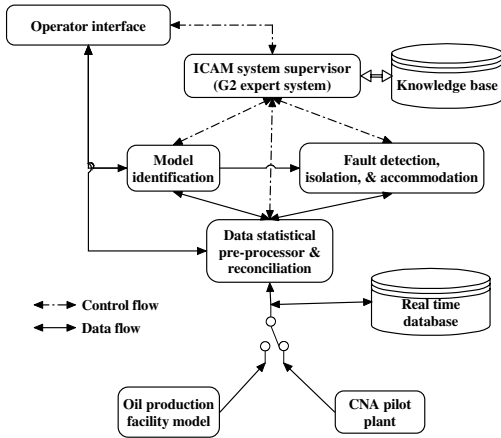 Operator interface
ICAM system supervisor
(G2 expert system)
Knowledge base
Model
identification
Fault detection,
isolation, & accommodation
Data statistical
pre-processor &
reconciliation
Control flow
Data flow
Real time
database
Oil production
facility model
CNA pilot
plant